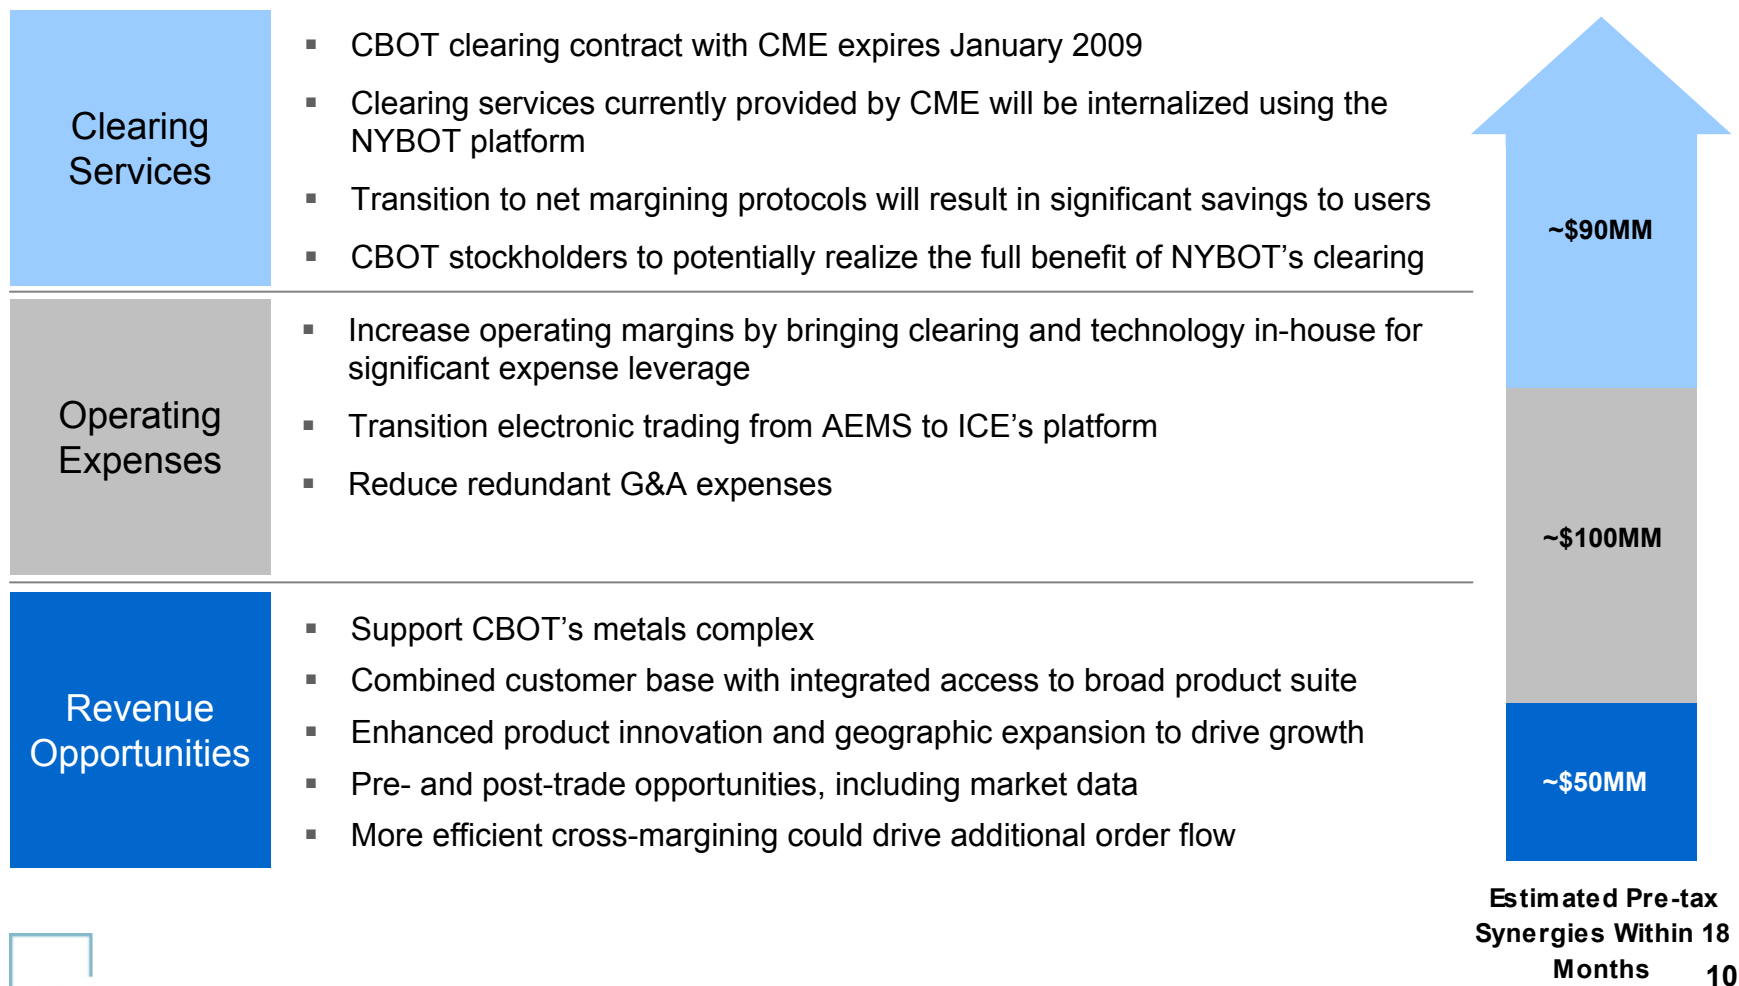 Clearing
Services
▪ CBOT clearing contract with CME expires January 2009
▪ Clearing services currently provided by CME will be internalized using the
NYBOT platform
▪ Transition to net margining protocols will result in significant savings to users
▪ CBOT stockholders to potentially realize the full benefit of NYBOT’s clearing
~$90MM
Operating
Expenses
▪ Increase operating margins by bringing clearing and technology in-house for
significant expense leverage
▪ Transition electronic trading from AEMS to ICE’s platform
▪ Reduce redundant G&A expenses
~$100MM
Revenue
Opportunities
▪ Support CBOT’s metals complex
▪ Combined customer base with integrated access to broad product suite
▪ Enhanced product innovation and geographic expansion to drive growth
▪ Pre- and post-trade opportunities, including market data
▪ More efficient cross-margining could drive additional order flow
~$50MM
Estimated Pre-tax
Synergies Within 18
Months
10